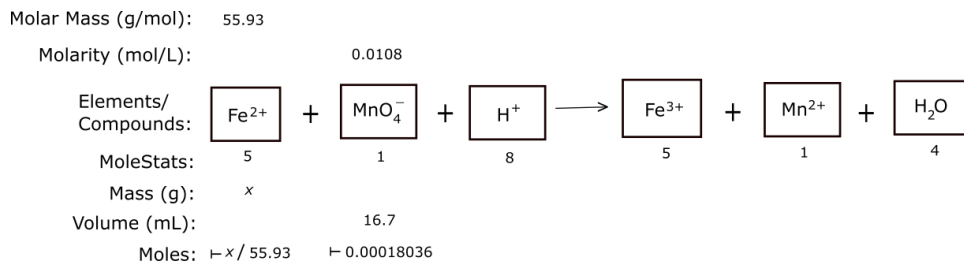 Molar Mass (g/mol): 55.93
Molarity (mol/L): 0.0108
Elements/
Compounds: Fe²⁺ + MnO₄⁻ + H⁺ → Fe³⁺ + Mn²⁺ + H₂O
MoleStats: 5 1 8 5 1 4
Mass (g): x
Volume (mL): 16.7
Moles: ⊢x/ 55.93 ⊢0.00018036